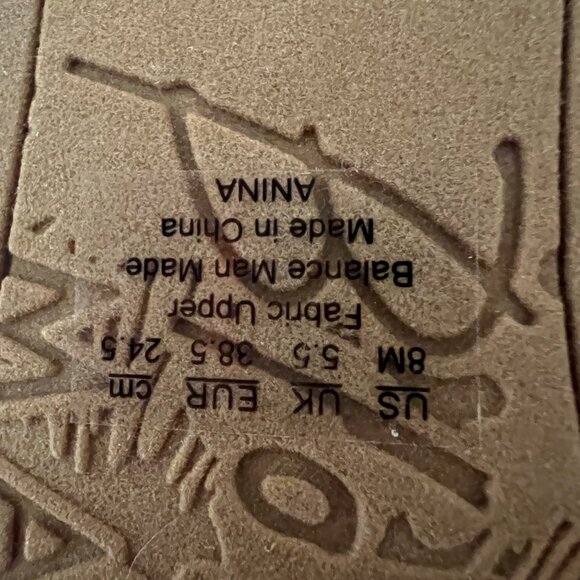 US UK EUR cm
8M 5.5 38.5 24.5
Fabric Upper
Balance Man Made
Made in China
ANINA